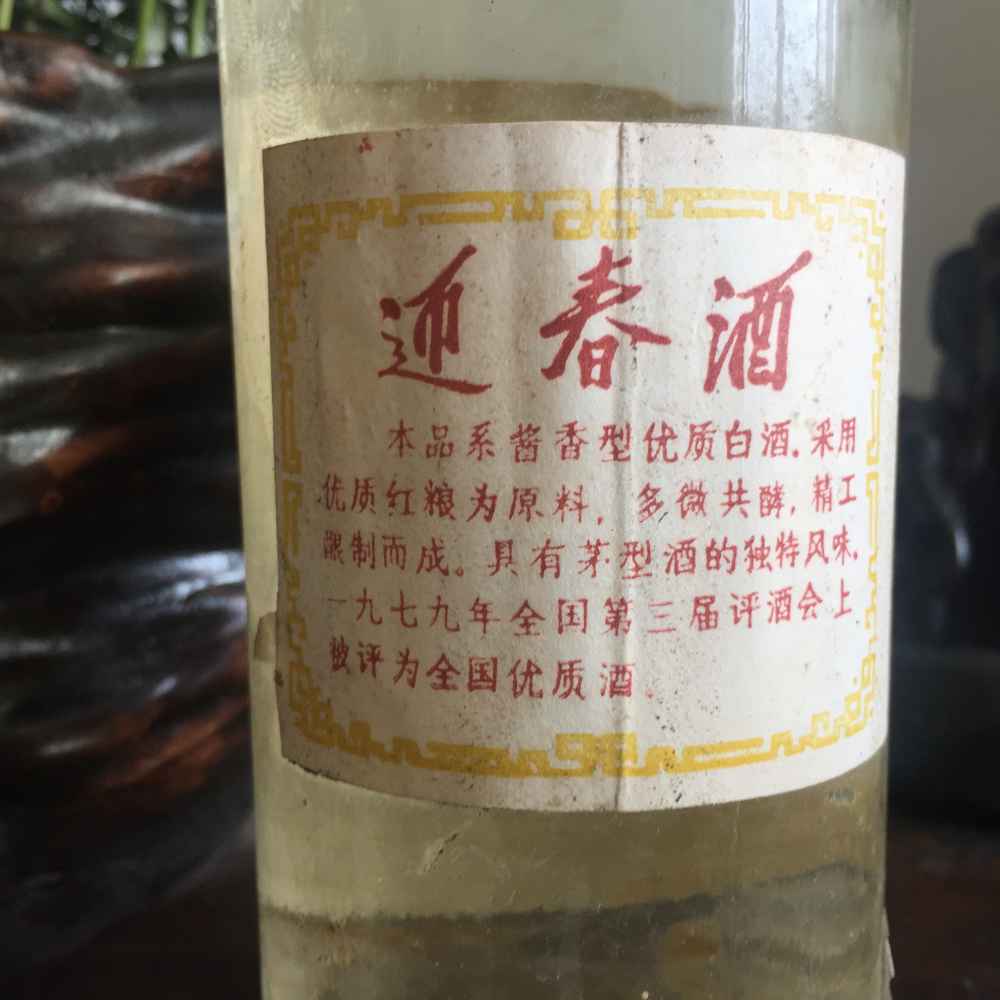 迎春酒
本品系酱香型优质白酒。采用
优质红粮为原料，多微共酵，精工
酿制而成。具有茅型酒的独特风味。
一九七九年全国第三届评酒会上
被评为全国优质酒。